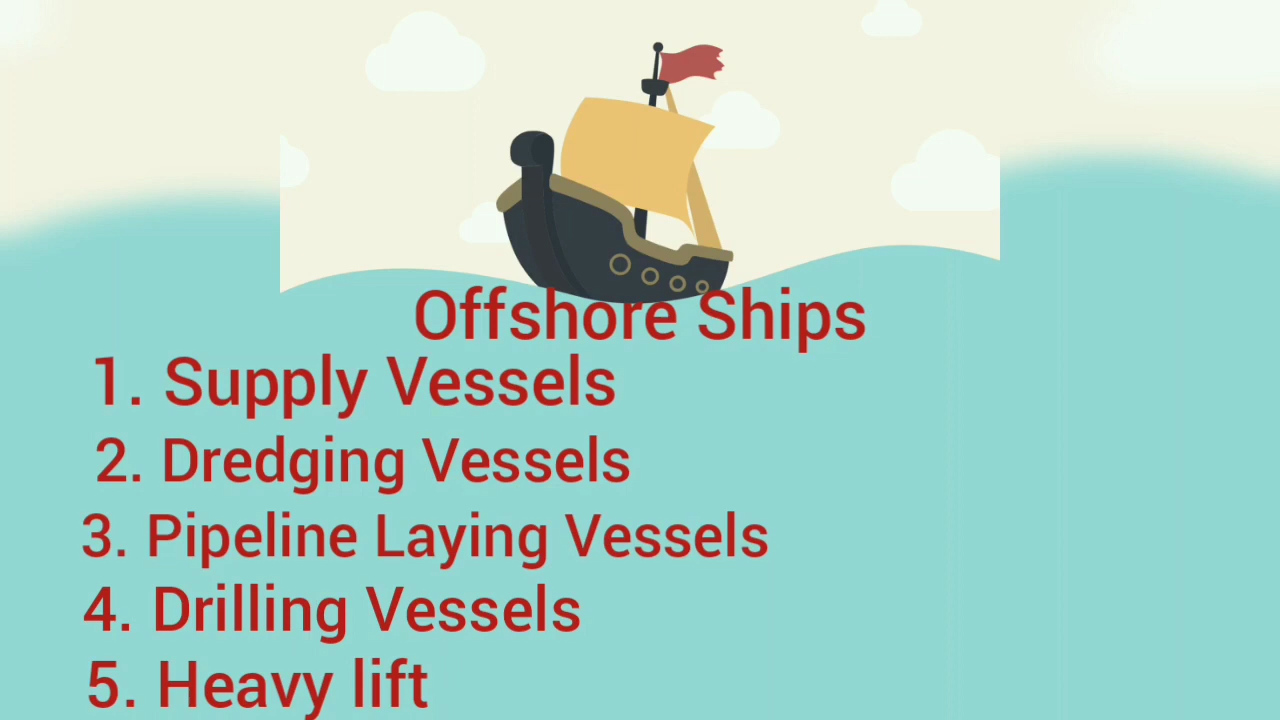 Offshore Ships
1. Supply Vessels
2. Dredging Vessels
3. Pipeline Laying Vessels
4. Drilling Vessels
5. Heavy lift